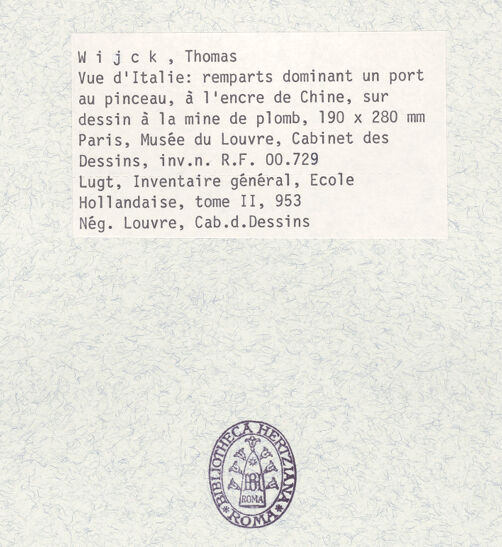 Wijck, Thomas
Vue d'Italie: remparts dominant un port
au pinceau, à l'encre de Chine, sur
dessin à la mine de plomb, 190 x 280 mm
Paris, Musée du Louvre, Cabinet des
Dessins, inv.n. R.F. 00.729
Lugt, Inventaire général, Ecole
Hollandaise, tome II, 953
Nég. Louvre, Cab.d.Dessins
BIBLIOTHECA HERTZIANA
BH
ROMA
* ROMA *